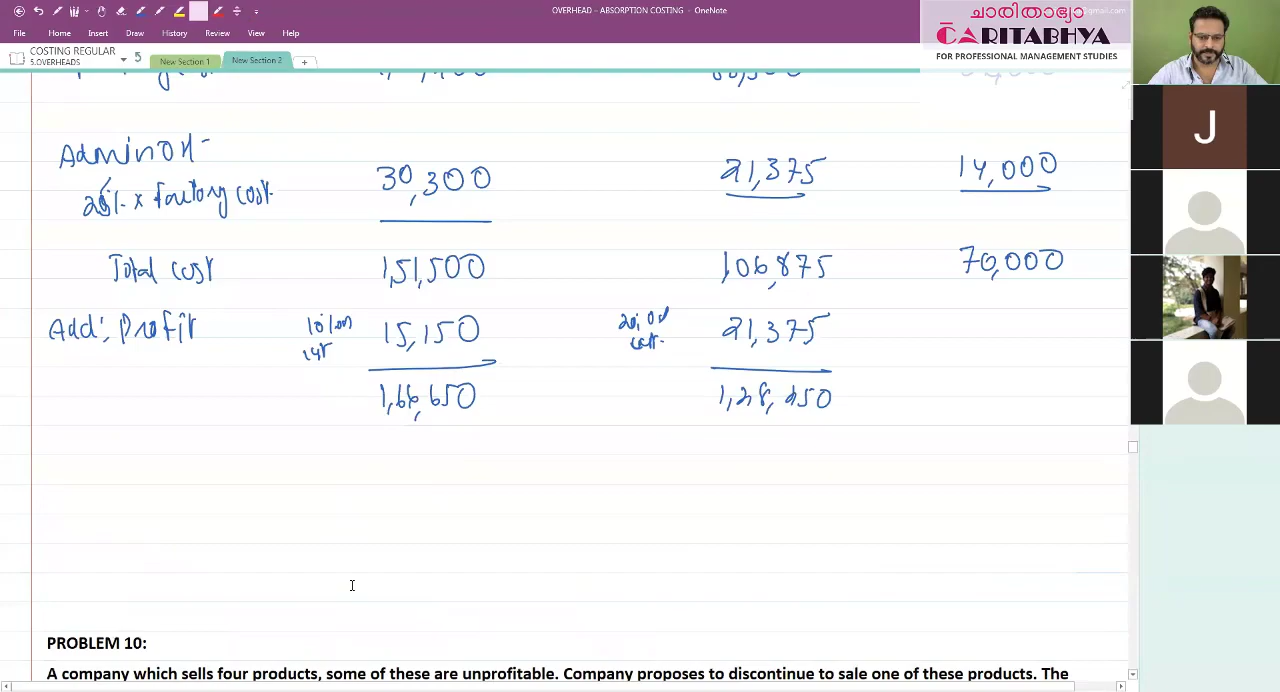 OVERHEAD - ABSORPTION COSTING - OneNote
@gmail.com
ചാരിതാഭ്യാ
CARITABHYA
FOR PROFESSIONAL MANAGEMENT STUDIES
File Home Insert Draw History Review View Help
COSTING REGULAR
5.OVERHEADS
5
New Section 1 New Section 2 +
Admin OH 30,300 21,375 14,000
25% x factory cost
Total cost 1,51,500 1,06,875 70,000
Add: Profit 10% on cost 15,150 20% on cost 21,375
1,66,650 1,28,250
J
PROBLEM 10:
A company which sells four products, some of these are unprofitable. Company proposes to discontinue to sale one of these products. The